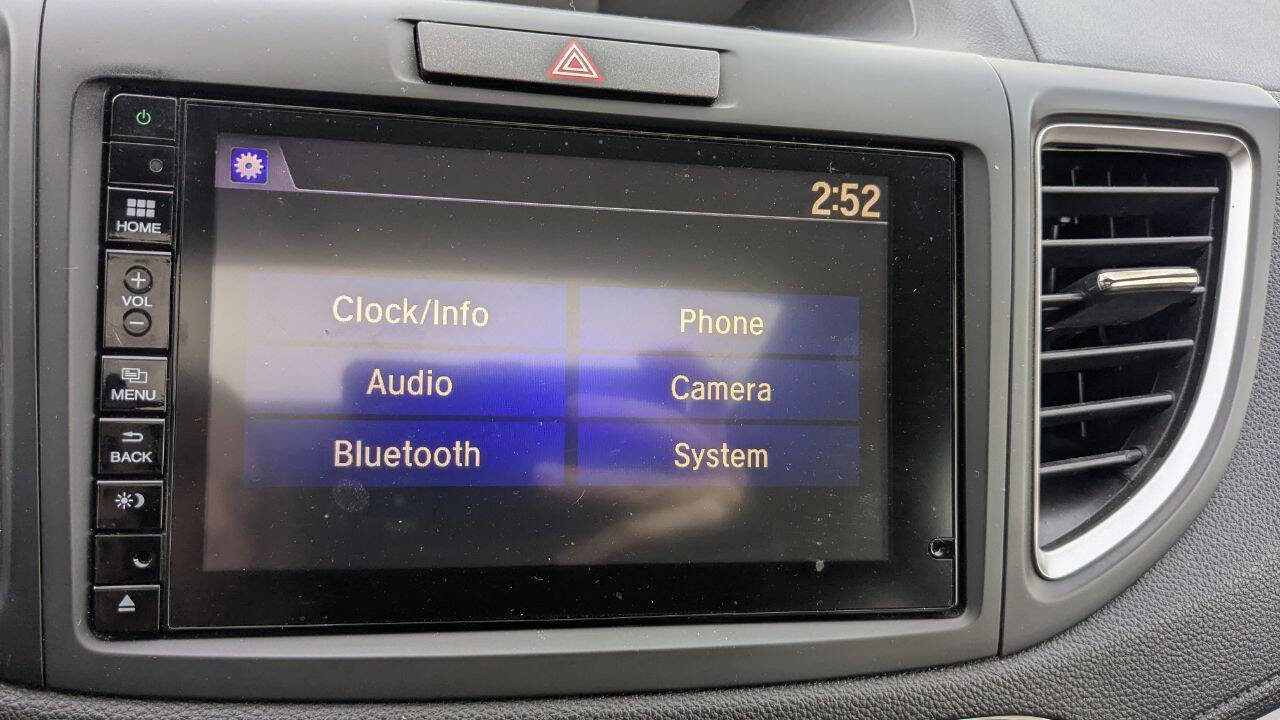 2:52
HOME
VOL
MENU
BACK
Clock/Info
Phone
Audio
Camera
Bluetooth
System